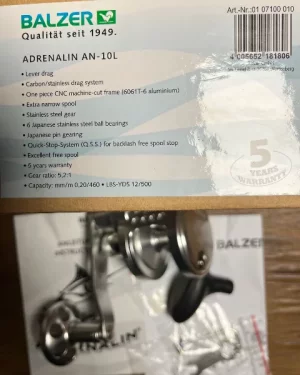 BALZER
Qualität seit 1949.
Art.-Nr.: 01 07100 010
ADRENALIN AN-10L
• Lever drag
• Carbon/stainless drag system
• One piece CNC machine-cut frame (6061T-6 aluminium)
• Extra narrow spool
• Stainless steel gear
• 6 Japanese stainless steel ball bearings
• Japanese pin gearing
• Quick-Stop-System (Q.S.S.) for backlash free spool stop
• Excellent free spool
• 5 years warranty
• Gear ratio: 5,2:1
• Capacity: mm/m 0,20/460 • LBS-YDS 12/500
4 005652 181806
5
YEARS
WARRANTY
BALZER